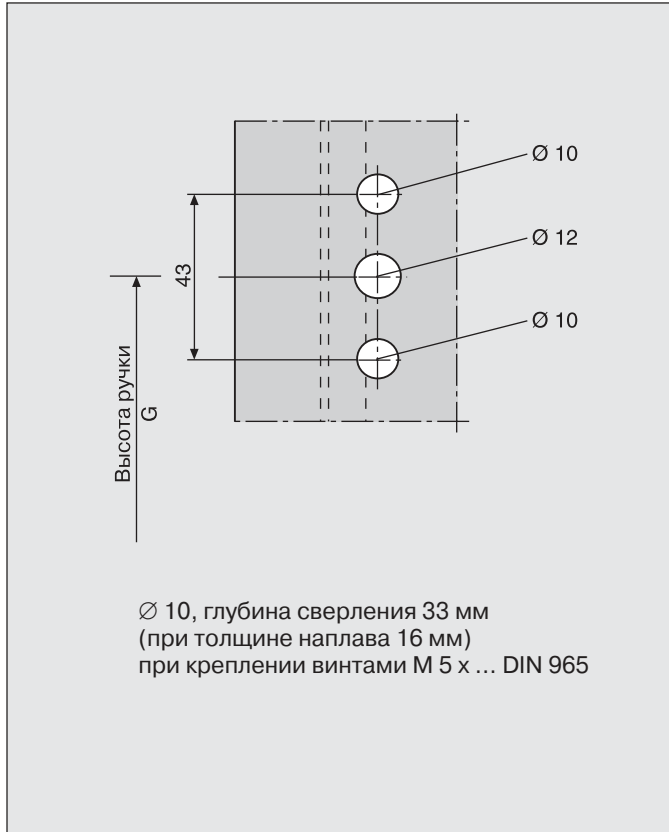 Ø 10
Ø 12
43
Ø 10
Высота ручки
G
∅ 10, глубина сверления 33 мм
(при толщине наплава 16 мм)
при креплении винтами М 5 х ... DIN 965